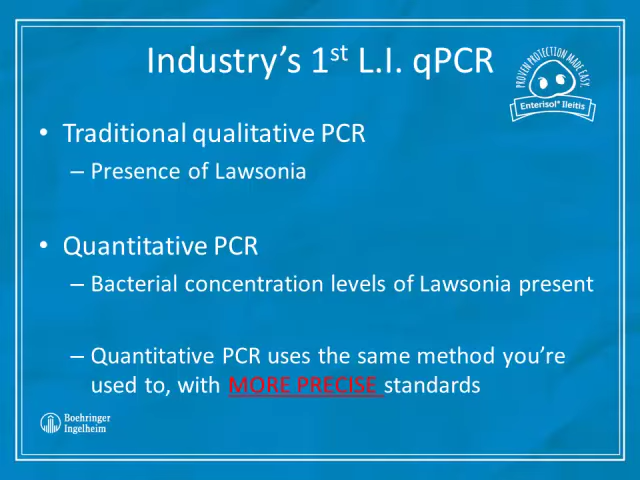 Industry's 1st L.I. qPCR
PROVEN PROTECTION MADE EASY.
Enterisol® Ileitis
• Traditional qualitative PCR
– Presence of Lawsonia
• Quantitative PCR
– Bacterial concentration levels of Lawsonia present
– Quantitative PCR uses the same method you're
used to, with MORE PRECISE standards
Boehringer
Ingelheim